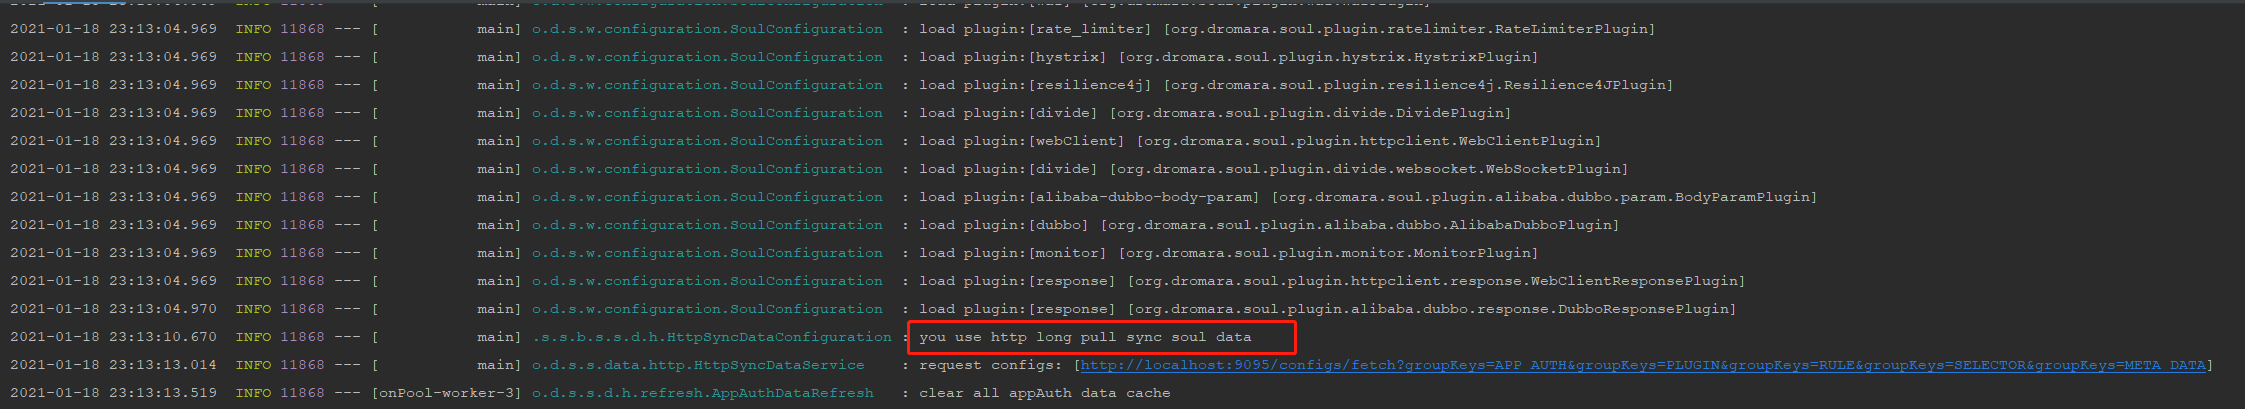 2021-01-18 23:13:04.969  INFO 11868 --- [           main] o.d.s.w.configuration.SoulConfiguration  : load plugin:[rate_limiter] [org.dromara.soul.plugin.ratelimiter.RateLimiterPlugin]
2021-01-18 23:13:04.969  INFO 11868 --- [           main] o.d.s.w.configuration.SoulConfiguration  : load plugin:[hystrix] [org.dromara.soul.plugin.hystrix.HystrixPlugin]
2021-01-18 23:13:04.969  INFO 11868 --- [           main] o.d.s.w.configuration.SoulConfiguration  : load plugin:[resilience4j] [org.dromara.soul.plugin.resilience4j.Resilience4JPlugin]
2021-01-18 23:13:04.969  INFO 11868 --- [           main] o.d.s.w.configuration.SoulConfiguration  : load plugin:[divide] [org.dromara.soul.plugin.divide.DividePlugin]
2021-01-18 23:13:04.969  INFO 11868 --- [           main] o.d.s.w.configuration.SoulConfiguration  : load plugin:[webClient] [org.dromara.soul.plugin.httpclient.WebClientPlugin]
2021-01-18 23:13:04.969  INFO 11868 --- [           main] o.d.s.w.configuration.SoulConfiguration  : load plugin:[divide] [org.dromara.soul.plugin.divide.websocket.WebSocketPlugin]
2021-01-18 23:13:04.969  INFO 11868 --- [           main] o.d.s.w.configuration.SoulConfiguration  : load plugin:[alibaba-dubbo-body-param] [org.dromara.soul.plugin.alibaba.dubbo.param.BodyParamPlugin]
2021-01-18 23:13:04.969  INFO 11868 --- [           main] o.d.s.w.configuration.SoulConfiguration  : load plugin:[dubbo] [org.dromara.soul.plugin.alibaba.dubbo.AlibabaDubboPlugin]
2021-01-18 23:13:04.969  INFO 11868 --- [           main] o.d.s.w.configuration.SoulConfiguration  : load plugin:[monitor] [org.dromara.soul.plugin.monitor.MonitorPlugin]
2021-01-18 23:13:04.969  INFO 11868 --- [           main] o.d.s.w.configuration.SoulConfiguration  : load plugin:[response] [org.dromara.soul.plugin.httpclient.response.WebClientResponsePlugin]
2021-01-18 23:13:04.970  INFO 11868 --- [           main] o.d.s.w.configuration.SoulConfiguration  : load plugin:[response] [org.dromara.soul.plugin.alibaba.dubbo.response.DubboResponsePlugin]
2021-01-18 23:13:10.670  INFO 11868 --- [           main] .s.s.b.s.s.d.h.HttpSyncDataConfiguration : you use http long pull sync soul data
2021-01-18 23:13:13.014  INFO 11868 --- [           main] o.d.s.s.data.http.HttpSyncDataService    : request configs: [http://localhost:9095/configs/fetch?groupKeys=APP_AUTH&groupKeys=PLUGIN&groupKeys=RULE&groupKeys=SELECTOR&groupKeys=META_DATA]
2021-01-18 23:13:13.519  INFO 11868 --- [onPool-worker-3] o.d.s.s.d.h.refresh.AppAuthDataRefresh   : clear all appAuth data cache